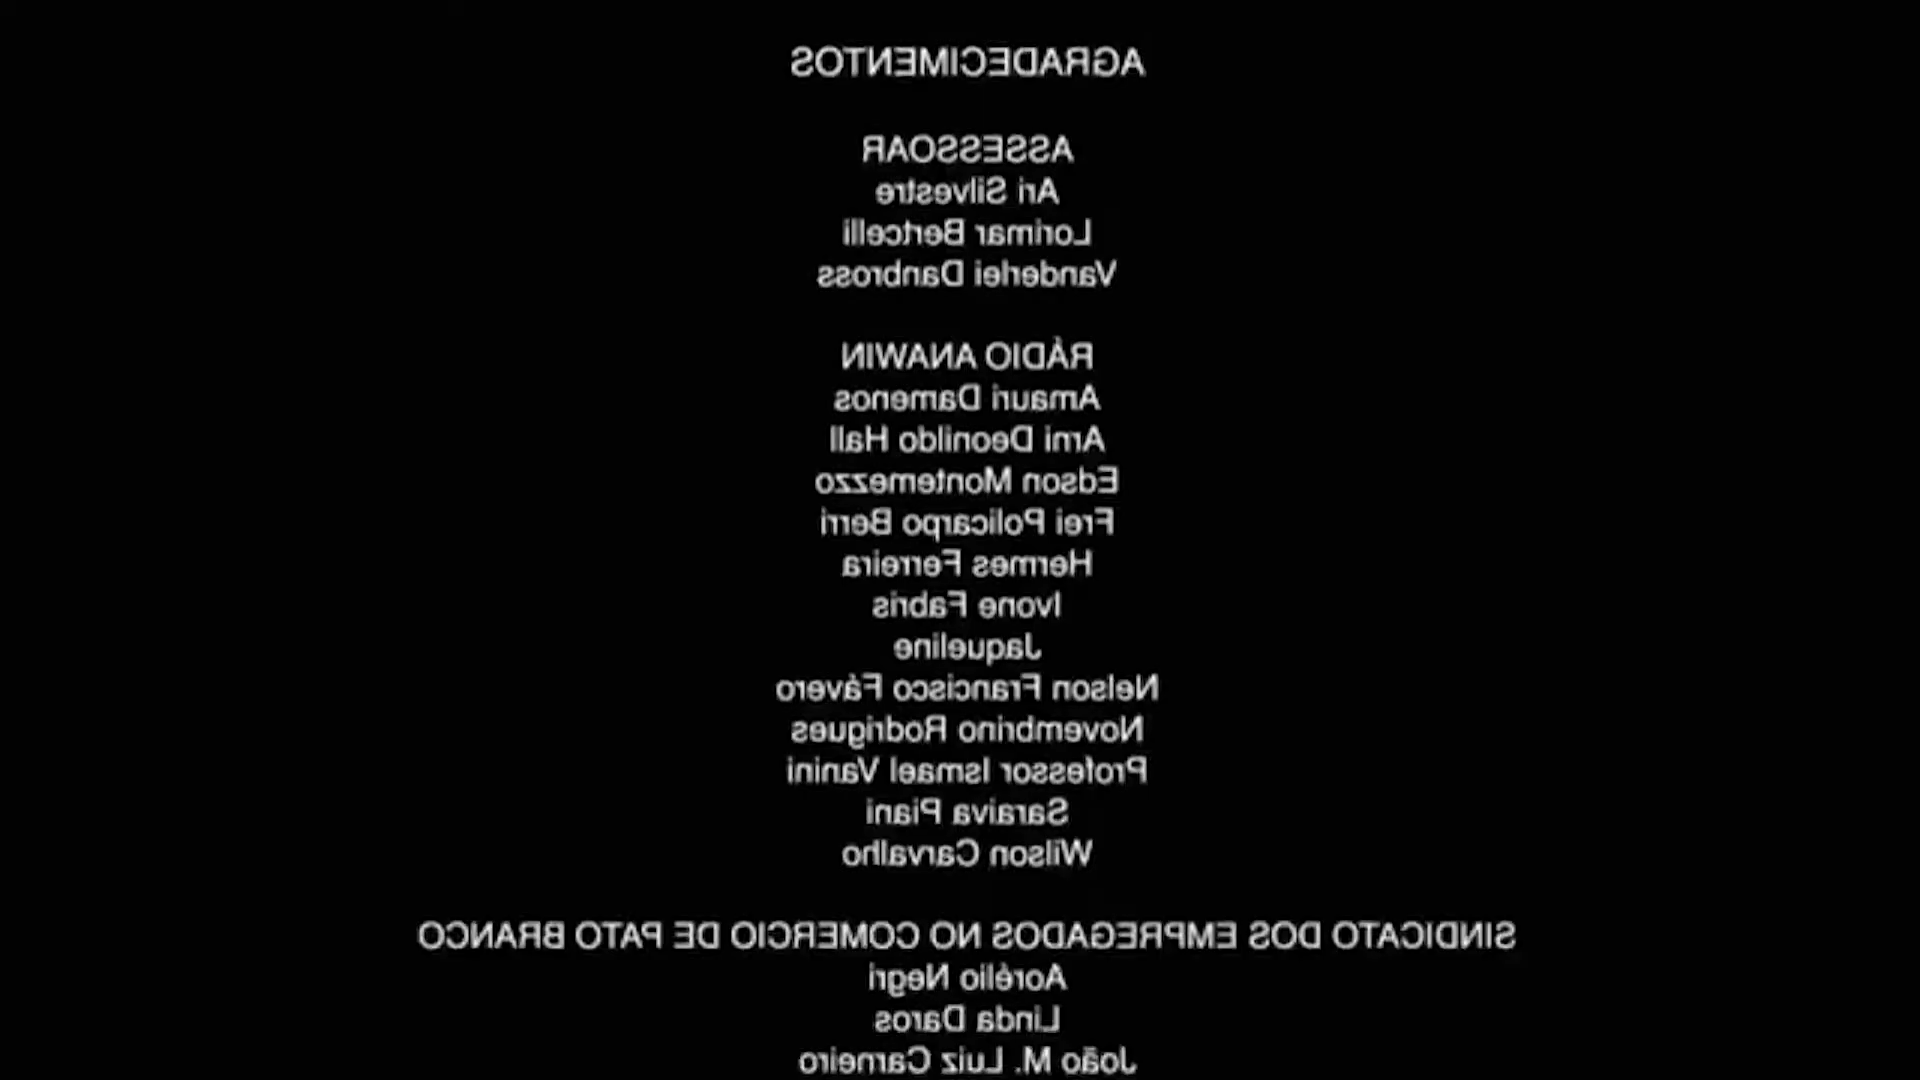 AGRADECIMENTOS
ASSESSOAR
Ari Silvestre
Lorimar Bertcelli
Vanderlei Danbross
RÁDIO ANAWIN
Amauri Damenos
Arni Deonildo Hall
Edson Montemezzo
Frei Policarpo Berri
Hermes Ferreira
Ivone Fabris
Jaqueline
Nelson Francisco Fávero
Novembrino Rodrigues
Professor Ismael Vanini
Saraiva Piani
Wilson Carvalho
SINDICATO DOS EMPREGADOS NO COMERCIO DE PATO BRANCO
Aorélio Negri
Linda Daros
João M. Luiz Carneiro